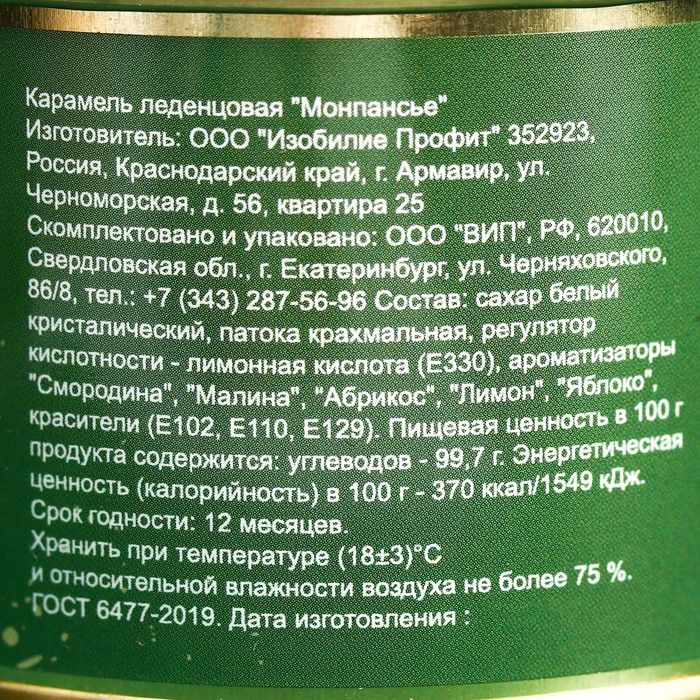 Карамель леденцовая "Монпансье"
Изготовитель: ООО "Изобилие Профит" 352923,
Россия, Краснодарский край, г. Армавир, ул.
Черноморская, д. 56, квартира 25
Скомплектовано и упаковано: ООО "ВИП", РФ, 620010,
Свердловская обл., г. Екатеринбург, ул. Черняховского,
86/8, тел.: +7 (343) 287-56-96 Состав: сахар белый
кристалический, патока крахмальная, регулятор
кислотности - лимонная кислота (Е330), ароматизаторы
"Смородина", "Малина", "Абрикос", "Лимон", "Яблоко",
красители (Е102, Е110, Е129). Пищевая ценность в 100 г
продукта содержится: углеводов - 99,7 г. Энергетическая
ценность (калорийность) в 100 г - 370 ккал/1549 кДж.
Срок годности: 12 месяцев.
Хранить при температуре (18±3)°С
и относительной влажности воздуха не более 75 %.
ГОСТ 6477-2019. Дата изготовления :